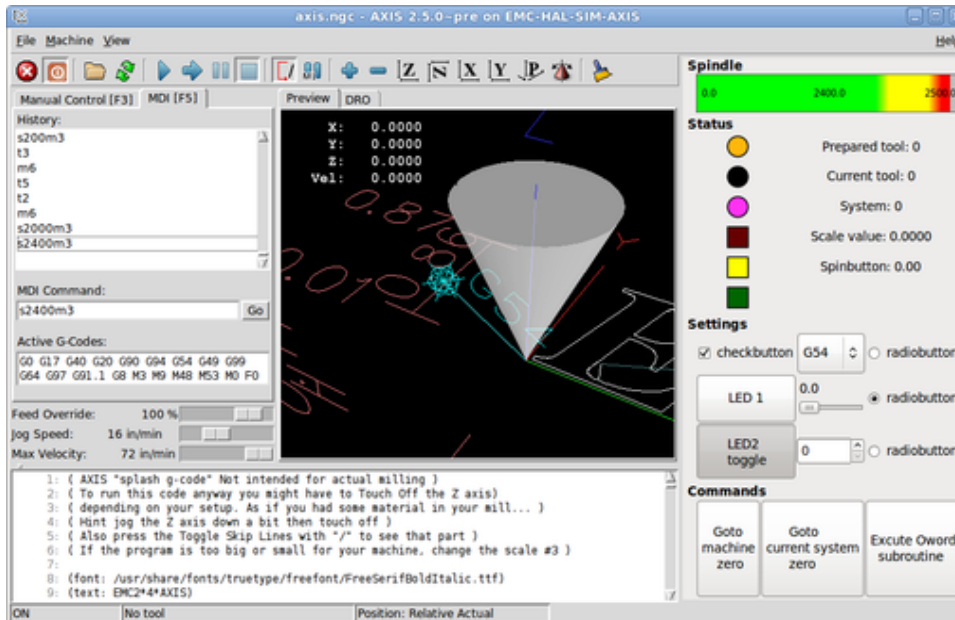 axis.ngc - AXIS 2.5.0~pre on EMC-HAL-SIM-AXIS
File Machine View Help
Manual Control [F3] MDI [F5]
History:
s200m3
t3
m6
t5
t2
m6
s2000m3
s2400m3
MDI Command:
s2400m3 Go
Active G-Codes:
G0 G17 G40 G20 G90 G94 G54 G49 G99
G64 G97 G91.1 G8 M3 M9 M48 M53 M0 F0
Feed Override: 100 %
Jog Speed: 16 in/min
Max Velocity: 72 in/min
Preview DRO
X: 0.0000
Y: 0.0000
Z: 0.0000
Vel: 0.0000
G54
Spindle
0.0 2400.0 2500.0
Status
Prepared tool: 0
Current tool: 0
System: 0
Scale value: 0.0000
Spinbutton: 0.00
Settings
checkbutton G54 radiobutton
LED 1 0.0 radiobutton
LED2 toggle 0 radiobutton
Commands
Goto machine zero
Goto current system zero
Excute Oword subroutine
1: ( AXIS "splash g-code" Not intended for actual milling )
2: ( To run this code anyway you might have to Touch Off the Z axis)
3: ( depending on your setup. As if you had some material in your mill... )
4: ( Hint jog the Z axis down a bit then touch off )
5: ( Also press the Toggle Skip Lines with "/" to see that part )
6: ( If the program is too big or small for your machine, change the scale #3 )
7:
8: (font: /usr/share/fonts/truetype/freefont/FreeSerifBoldItalic.ttf)
9: (text: EMC2*4*AXIS)
ON No tool Position: Relative Actual